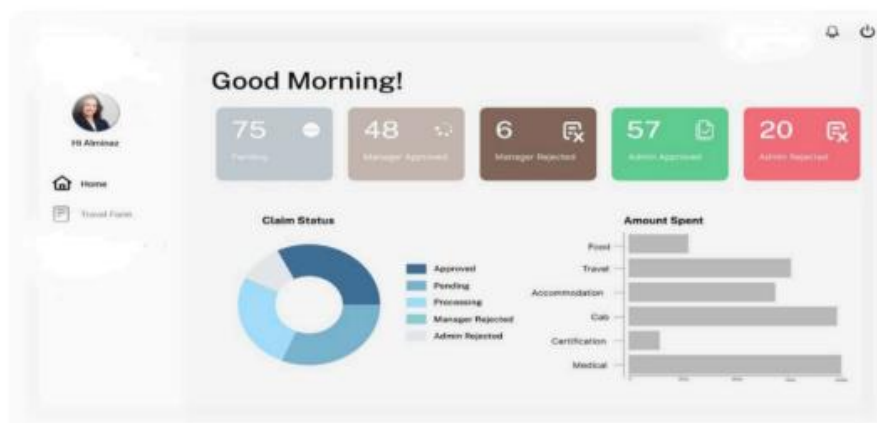 Good Morning!
75
Pending
48
Manager Approved
6
Manager Rejected
57
Admin Approved
20
Admin Rejected
Hi Alminaz
Home
Travel Form
Claim Status
Approved
Pending
Processing
Manager Rejected
Admin Rejected
Amount Spent
Food
Travel
Accommodation
Cab
Certification
Medical